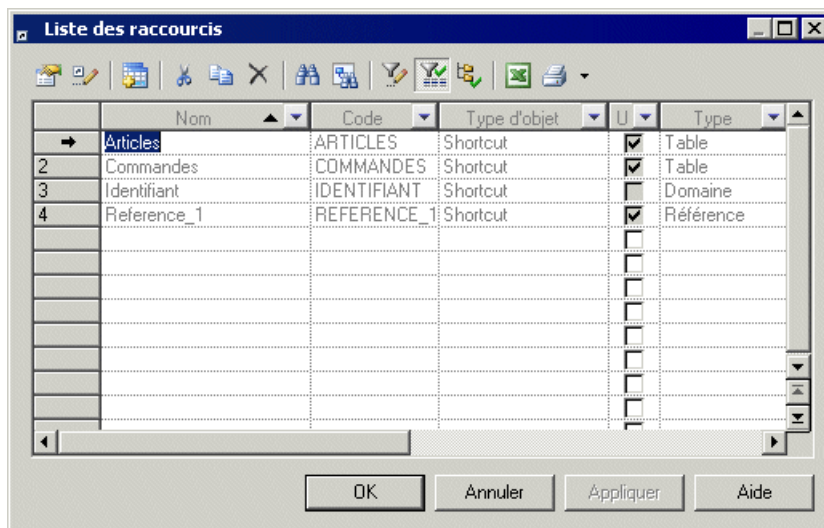 Liste des raccourcis
Nom Code Type d'objet U Type
Articles ARTICLES Shortcut Table
2 Commandes COMMANDES Shortcut Table
3 Identifiant IDENTIFIANT Shortcut Domaine
4 Reference_1 REFERENCE_1 Shortcut Référence
OK Annuler Appliquer Aide